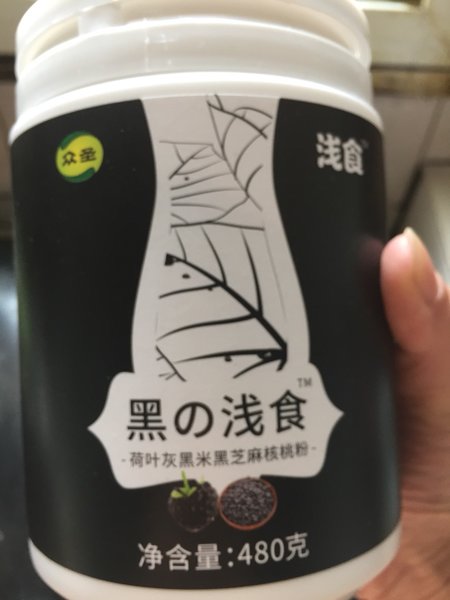 众圣
浅食
黑の浅食™
-荷叶灰黑米黑芝麻核桃粉-
净含量:480克